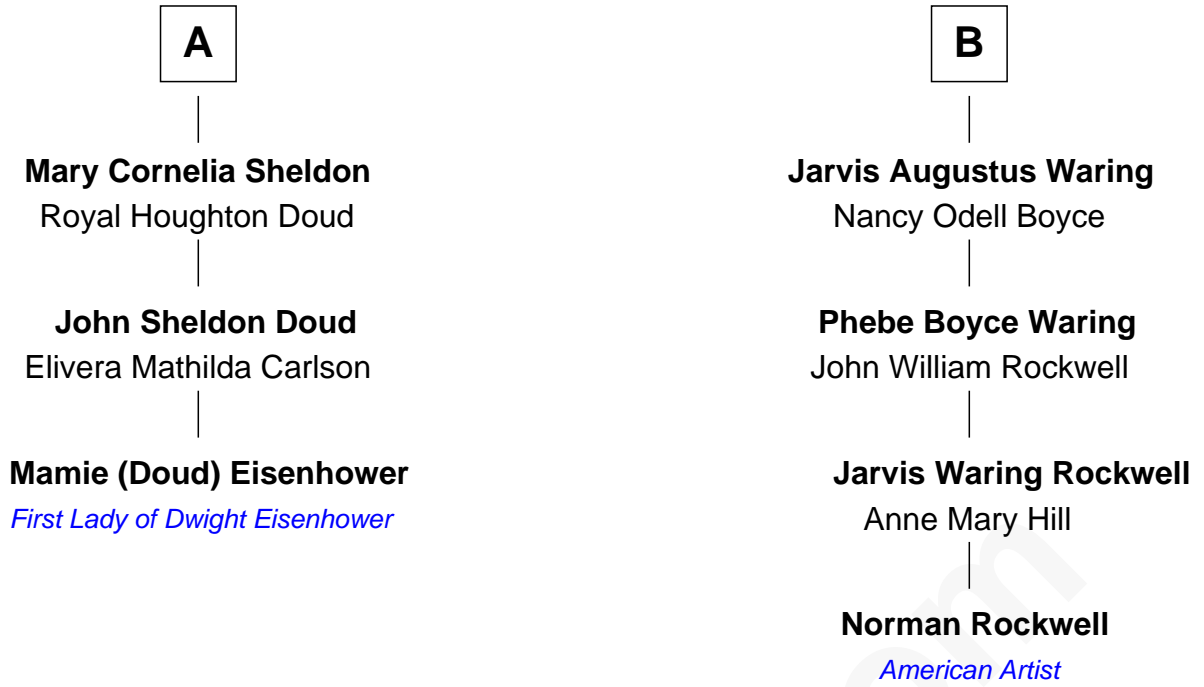 A
Mary Cornelia Sheldon
Royal Houghton Doud
John Sheldon Doud
Elivera Mathilda Carlson
Mamie (Doud) Eisenhower
First Lady of Dwight Eisenhower
B
Jarvis Augustus Waring
Nancy Odell Boyce
Phebe Boyce Waring
John William Rockwell
Jarvis Waring Rockwell
Anne Mary Hill
Norman Rockwell
American Artist
om